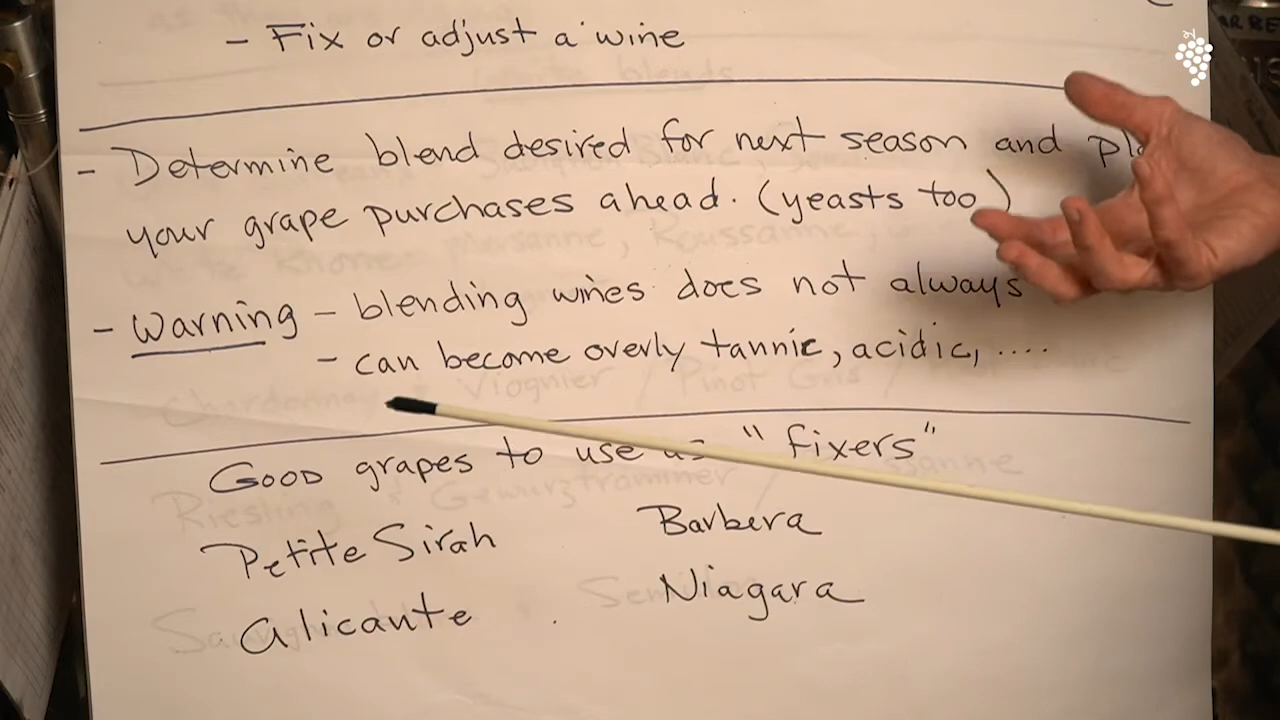 - Fix or adjust a wine
- Determine blend desired for next season and
your grape purchases ahead. (yeasts too)
- Warning - blending wines does not always
- can become overly tannic, acidic, ....
Good grapes to use as "fixers"
Petite Sirah Barbera
Alicante Niagara